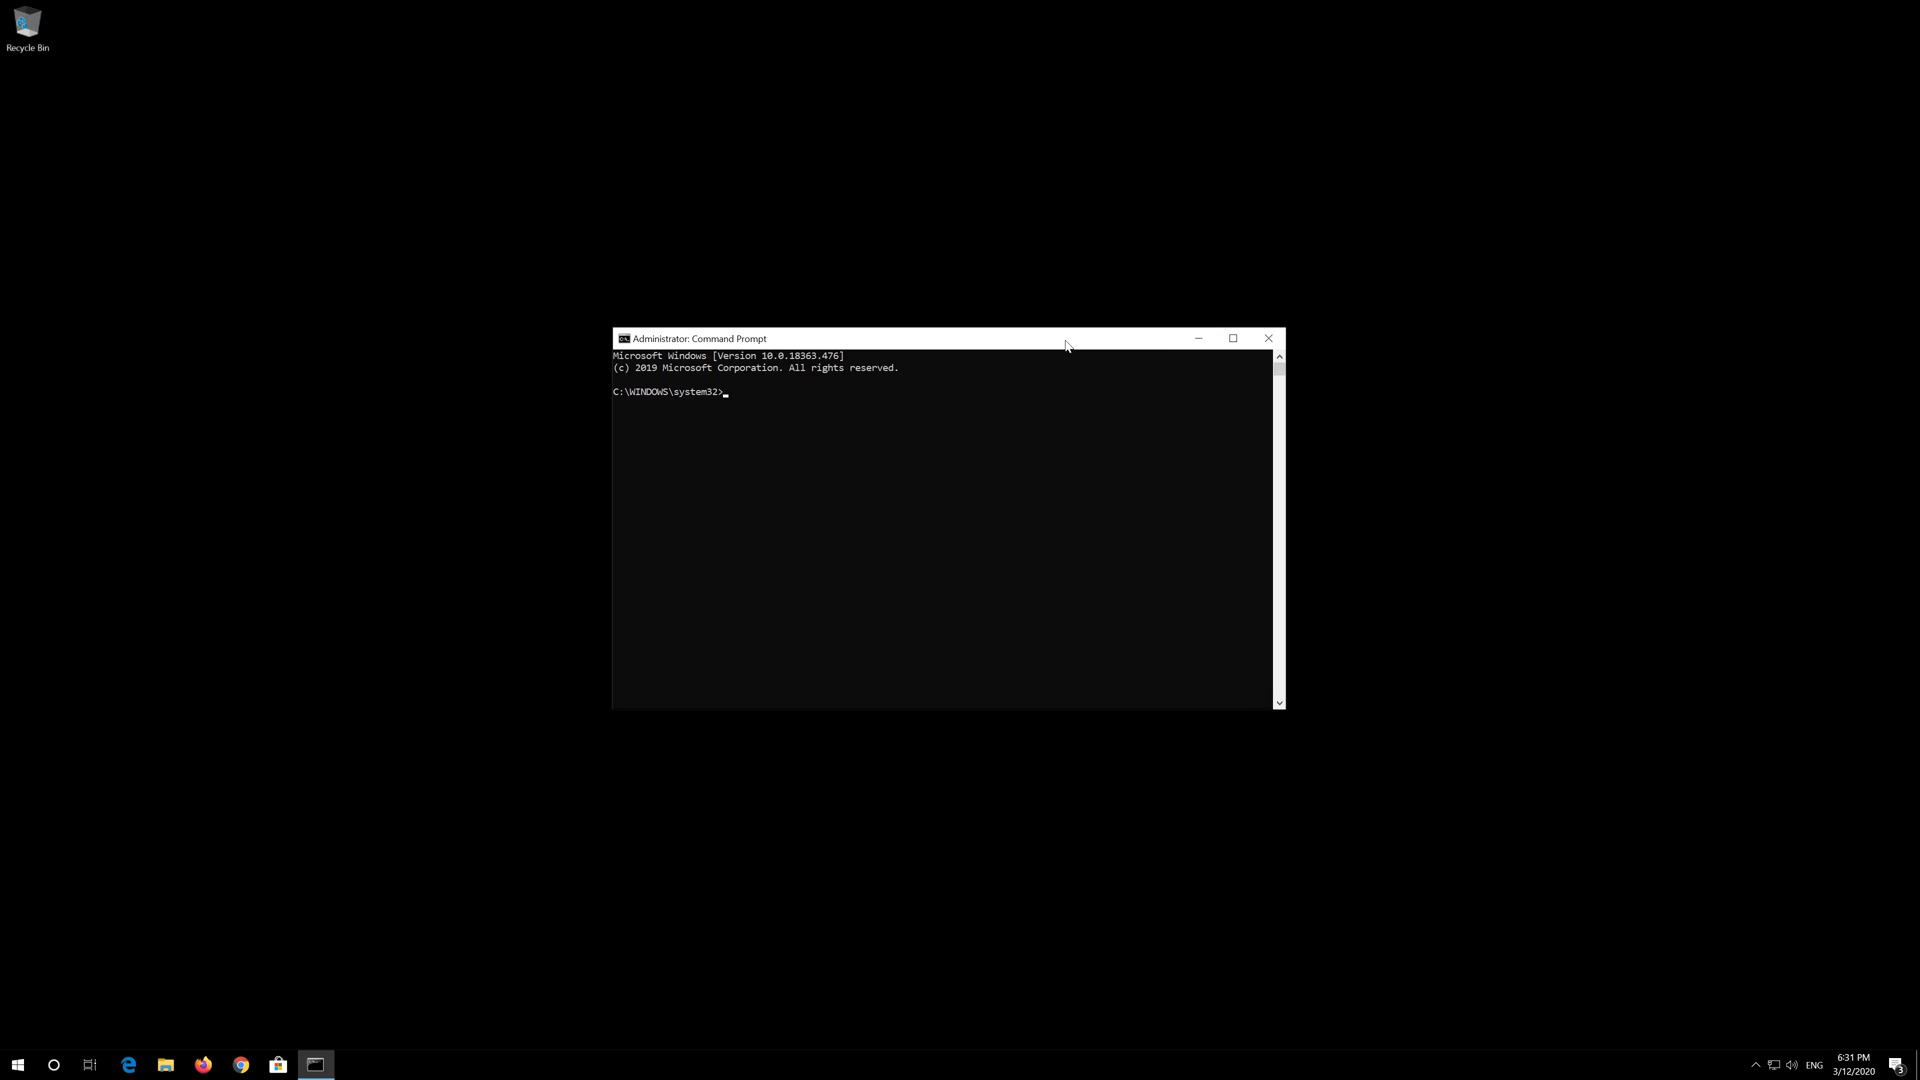 Recycle Bin
Administrator: Command Prompt
Microsoft Windows [Version 10.0.18363.476]
(c) 2019 Microsoft Corporation. All rights reserved.
C:\WINDOWS\system32>
ENG
6:31 PM
3/12/2020
3